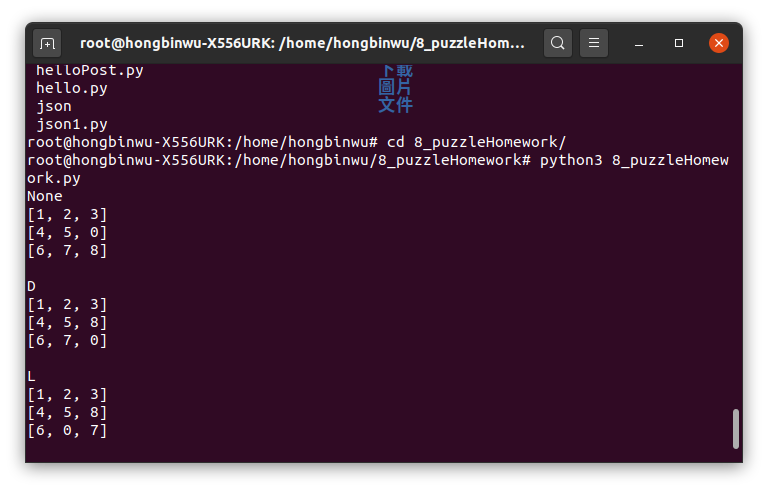 root@hongbinwu-X556URK: /home/hongbinwu/8_puzzleHom...
helloPost.py 下載
hello.py 圖片
json 文件
json1.py
root@hongbinwu-X556URK:/home/hongbinwu# cd 8_puzzleHomework/
root@hongbinwu-X556URK:/home/hongbinwu/8_puzzleHomework# python3 8_puzzleHomew
ork.py
None
[1, 2, 3]
[4, 5, 0]
[6, 7, 8]
D
[1, 2, 3]
[4, 5, 8]
[6, 7, 0]
L
[1, 2, 3]
[4, 5, 8]
[6, 0, 7]